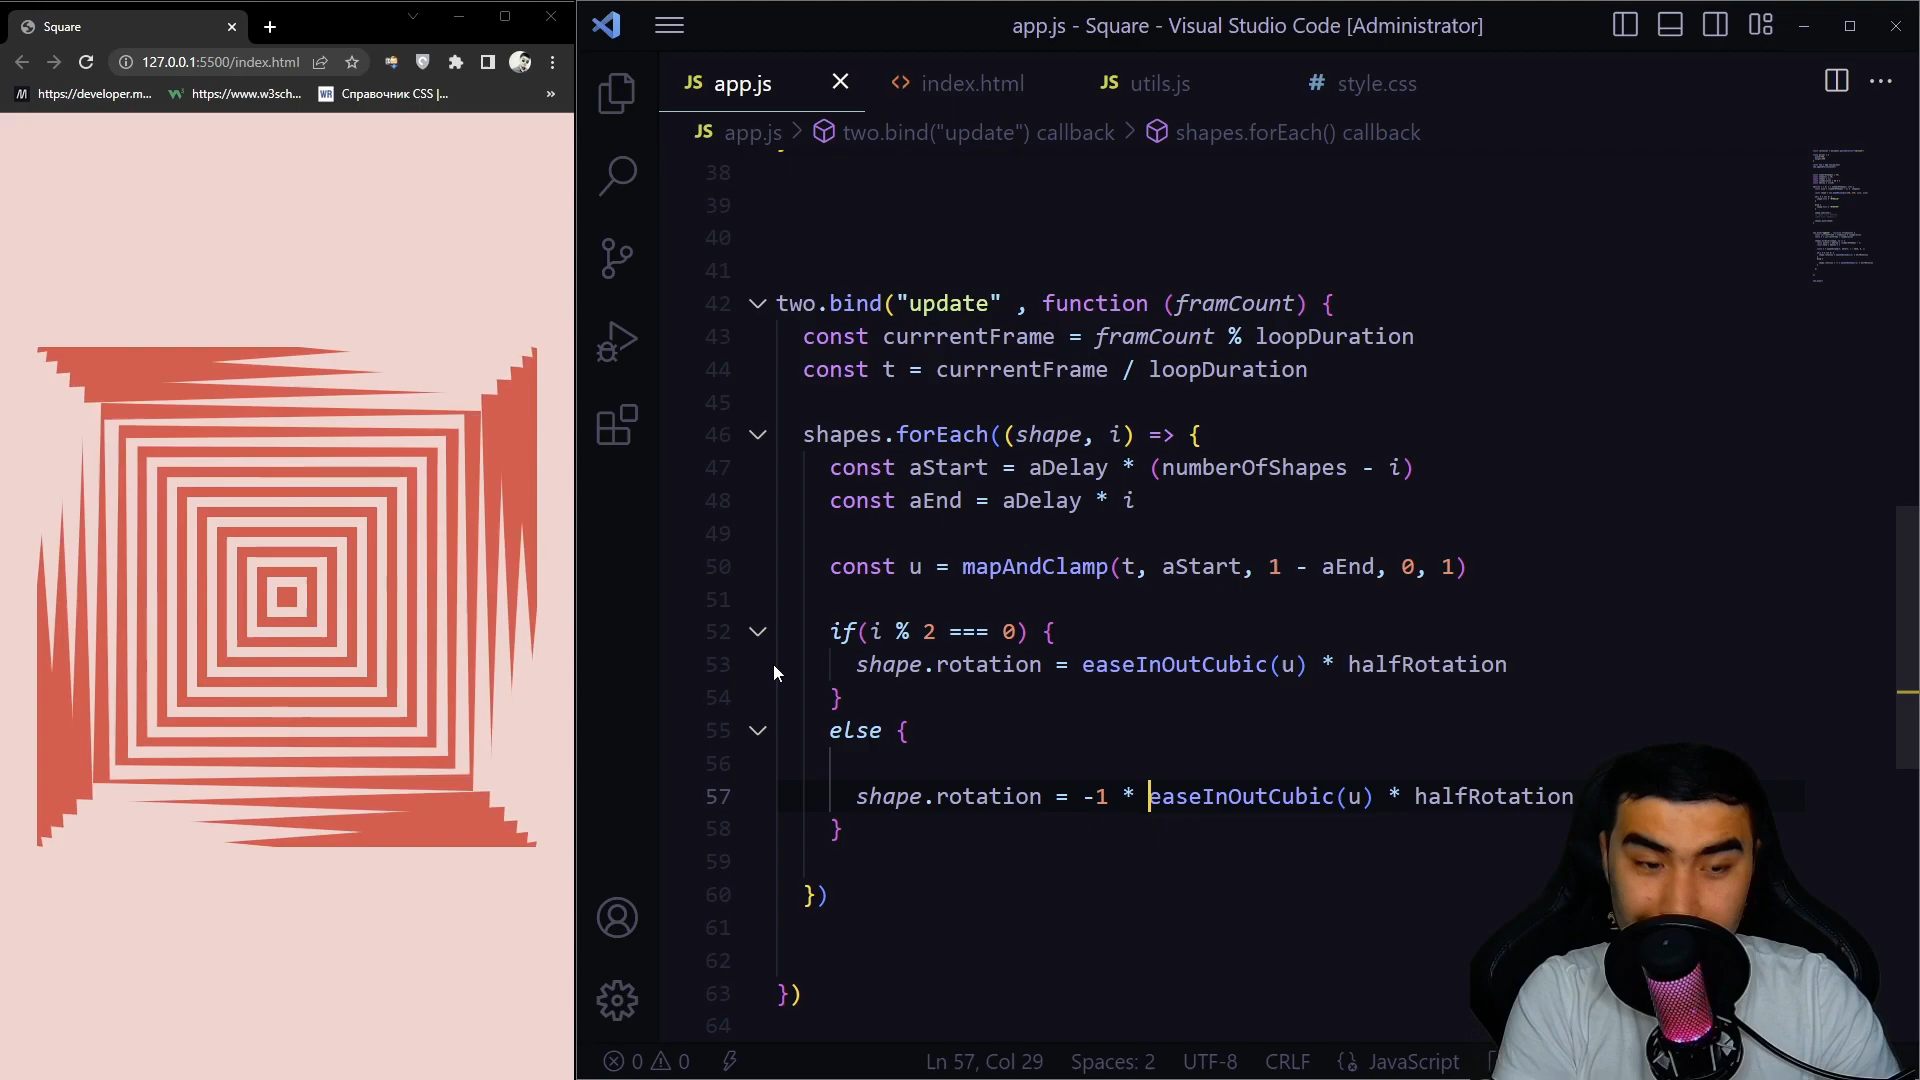 Square
127.0.0.1:5500/index.html
M https://developer.m...
https://www.w3sch...
WR Справочник CSS |...
»
app.js - Square - Visual Studio Code [Administrator]
JS app.js
<> index.html
JS utils.js
# style.css
JS app.js > two.bind("update") callback > shapes.forEach() callback
38
39
40
41
42 two.bind("update" , function (framCount) {
43 const currrentFrame = framCount % loopDuration
44 const t = currrentFrame / loopDuration
45
46 shapes.forEach((shape, i) => {
47 const aStart = aDelay * (numberOfShapes - i)
48 const aEnd = aDelay * i
49
50 const u = mapAndClamp(t, aStart, 1 - aEnd, 0, 1)
51
52 if(i % 2 === 0) {
53 shape.rotation = easeInOutCubic(u) * halfRotation
54 }
55 else {
56
57 shape.rotation = -1 * easeInOutCubic(u) * halfRotation
58 }
59
60 })
61
62
63 })
64
0 0 Ln 57, Col 29 Spaces: 2 UTF-8 CRLF {} JavaScript